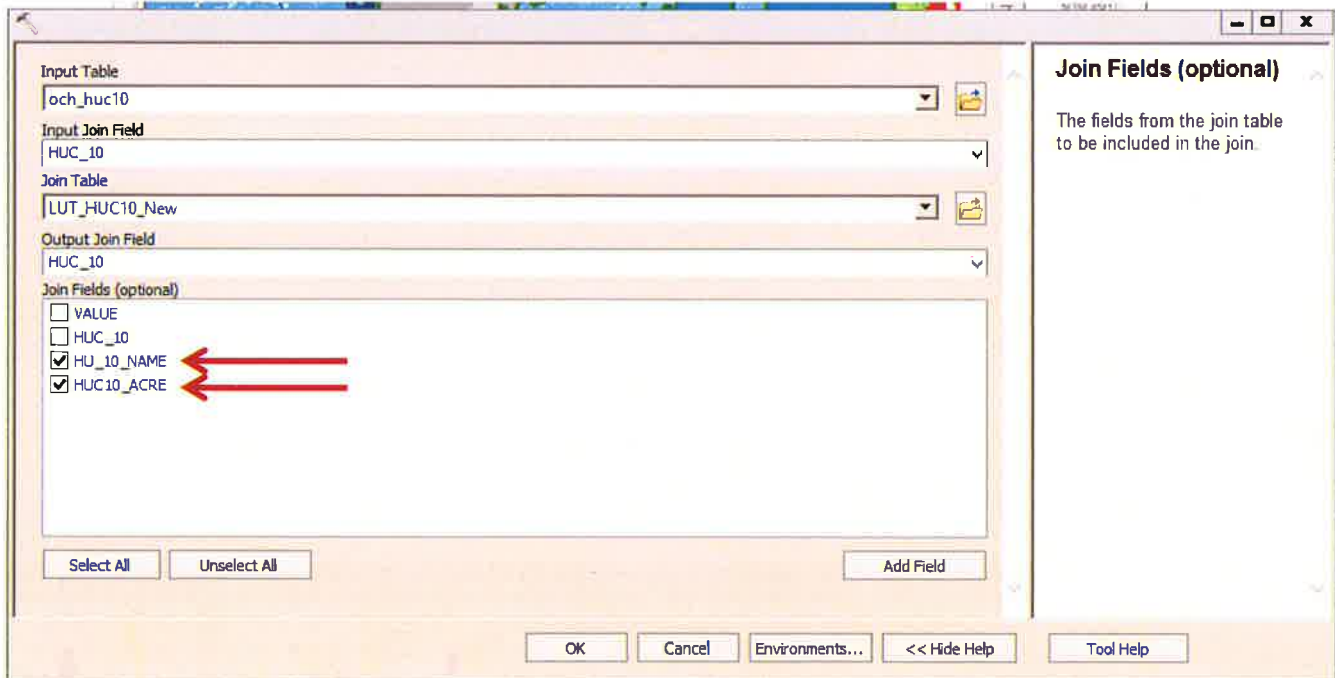 Input Table
och_huc10
Input Join Field
HUC_10
Join Table
LUT_HUC10_New
Output Join Field
HUC_10
Join Fields (optional)
VALUE
HUC_10
HU_10_NAME
HUC10_ACRE
Select All Unselect All Add Field
OK Cancel Environments... << Hide Help Tool Help
Join Fields (optional)
The fields from the join table
to be included in the join.